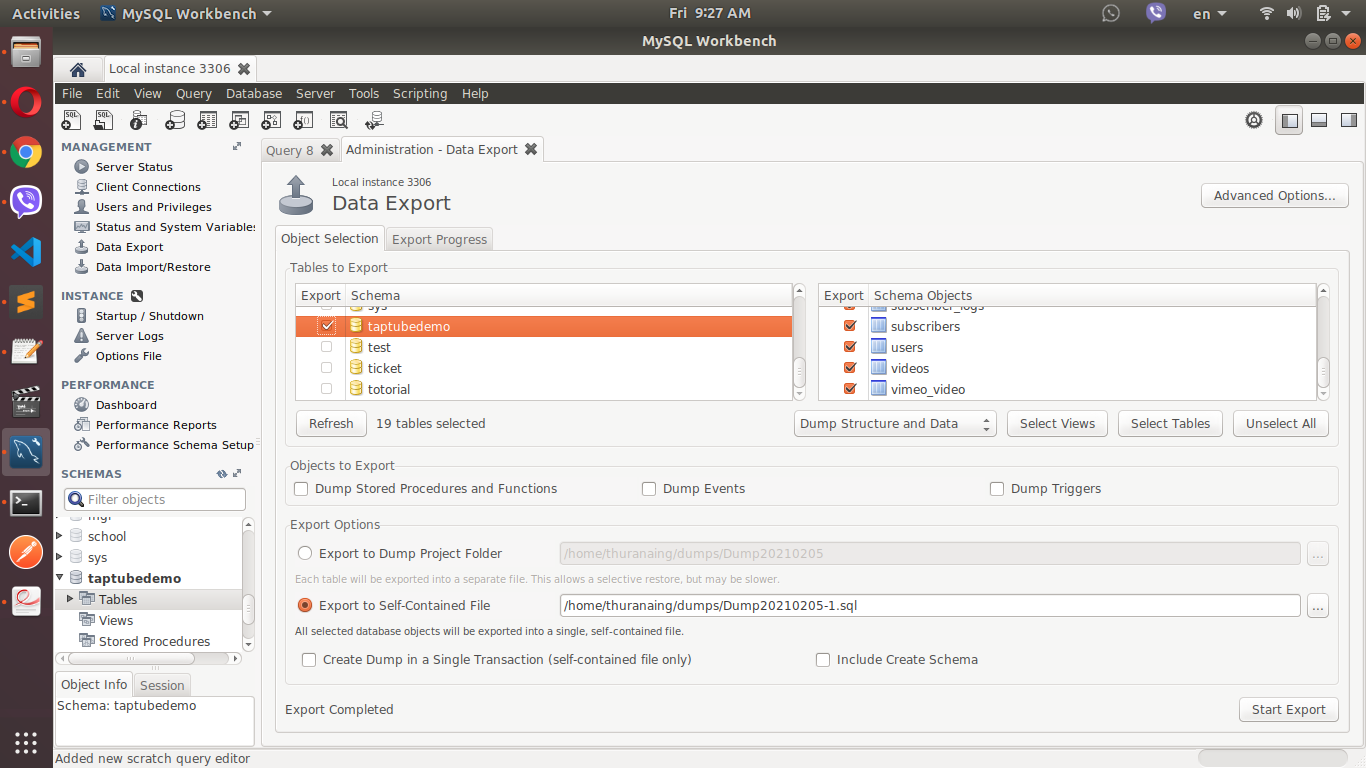 Activities
MySQL Workbench
Fri 9:27 AM
en
MySQL Workbench
Local instance 3306
File Edit View Query Database Server Tools Scripting Help
MANAGEMENT
Server Status
Client Connections
Users and Privileges
Status and System Variables
Data Export
Data Import/Restore
INSTANCE
Startup / Shutdown
Server Logs
Options File
PERFORMANCE
Dashboard
Performance Reports
Performance Schema Setup
SCHEMAS
Filter objects
school
sys
taptubedemo
Tables
Views
Stored Procedures
Object Info Session
Schema: taptubedemo
Query 8
Administration - Data Export
Local instance 3306
Data Export
Advanced Options...
Object Selection Export Progress
Tables to Export
Export Schema
sys
taptubedemo
test
ticket
totorial
Export Schema Objects
subscriber_logs
subscribers
users
videos
vimeo_video
Refresh
19 tables selected
Dump Structure and Data
Select Views
Select Tables
Unselect All
Objects to Export
Dump Stored Procedures and Functions
Dump Events
Dump Triggers
Export Options
Export to Dump Project Folder
/home/thuranaing/dumps/Dump20210205
...
Each table will be exported into a separate file. This allows a selective restore, but may be slower.
Export to Self-Contained File
/home/thuranaing/dumps/Dump20210205-1.sql
...
All selected database objects will be exported into a single, self-contained file.
Create Dump in a Single Transaction (self-contained file only)
Include Create Schema
Export Completed
Start Export
Added new scratch query editor